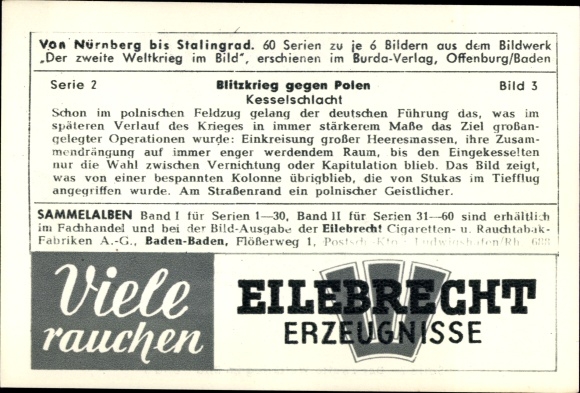 Von Nürnberg bis Stalingrad. 60 Serien zu je 6 Bildern aus dem Bildwerk
„Der zweite Weltkrieg im Bild", erschienen im Burda-Verlag, Offenburg/Baden
Serie 2 Blitzkrieg gegen Polen Bild 3
Kesselschlacht
Schon im polnischen Feldzug gelang der deutschen Führung das, was im
späteren Verlauf des Krieges in immer stärkerem Maße das Ziel großan-
gelegter Operationen wurde: Einkreisung großer Heeresmassen, ihre Zusam-
mendrängung auf immer enger werdendem Raum, bis den Eingekesselten
nur die Wahl zwischen Vernichtung oder Kapitulation blieb. Das Bild zeigt,
was von einer bespannten Kolonne übrigblieb, die von Stukas im Tiefflug
angegriffen wurde. Am Straßenrand ein polnischer Geistlicher.
SAMMELALBEN Band I für Serien 1—30, Band II für Serien 31—60 sind erhältlich
im Fachhandel und bei der Bild-Ausgabe der Eilebrecht Cigaretten- u. Rauchtabak-
Fabriken A.-G., Baden-Baden, Flößerweg 1, Postsch.-Kto. Ludwigshafen/Rh. 688
Viele
rauchen
EILEBRECHT
ERZEUGNISSE